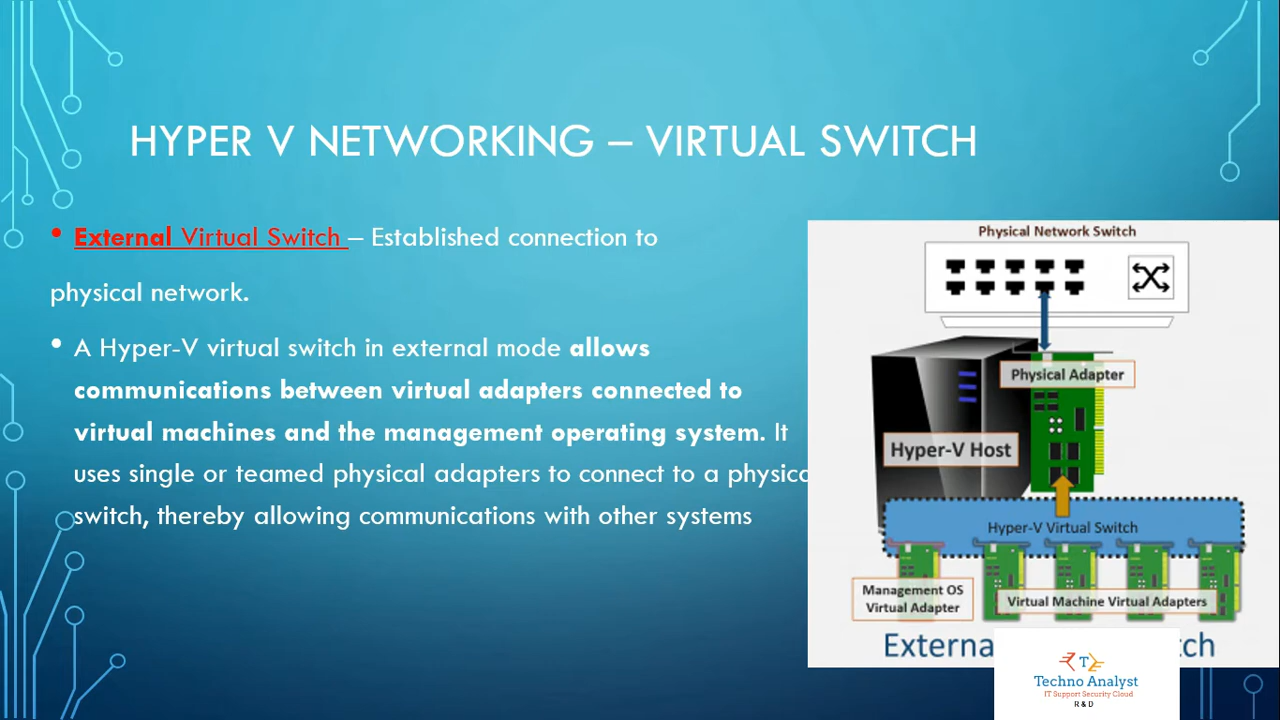 HYPER V NETWORKING – VIRTUAL SWITCH
• External Virtual Switch – Established connection to
physical network.
• A Hyper-V virtual switch in external mode allows
communications between virtual adapters connected to
virtual machines and the management operating system. It
uses single or teamed physical adapters to connect to a
switch, thereby allowing communications with other systems
Physical Network Switch
Physical Adapter
Hyper-V Host
Hyper-V Virtual Switch
Management OS
Virtual Adapter
Virtual Machine Virtual Adapters
T
Techno Analyst
IT Support Security Cloud
R & D